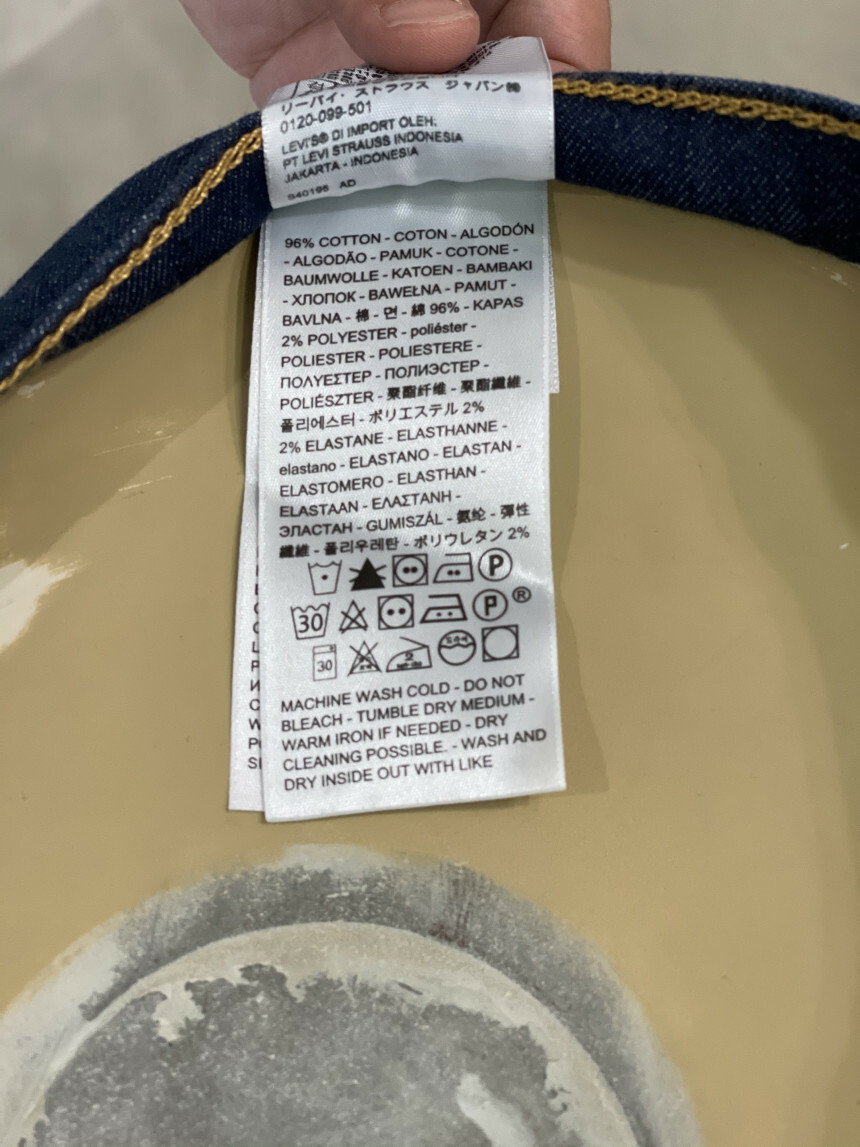 リーバイ・ストラウス ジャパン㈱
0120-099-501
LEVI'S® DI IMPORT OLEH:
PT LEVI STRAUSS INDONESIA
JAKARTA - INDONESIA
S40195 AD
96% COTTON - COTON - ALGODÓN
- ALGODÃO - PAMUK - COTONE -
BAUMWOLLE - KATOEN - BAMBAKI
- ХЛОПОК - BAWEŁNA - PAMUT -
BAVLNA - 棉 - 면 - 綿 96% - KAPAS
2% POLYESTER - poliéster -
POLIESTER - POLIESTERE -
ΠΟΛΥΕΣΤΕΡ - ПОЛИЭСТЕР -
POLIÉSZTER - 聚酯纤维 - 聚酯纖維 -
폴리에스터 - ポリエステル 2%
2% ELASTANE - ELASTHANNE -
elastano - ELASTANO - ELASTAN -
ELASTOMERO - ELASTHAN -
ELASTAAN - ΕΛΑΣΤΑΝΗ -
ЭЛАСТАН - GUMISZÁL - 氨纶 - 彈性
纖維 - 폴리우레탄 - ポリウレタン 2%
P
30 P ®
30 2
MACHINE WASH COLD - DO NOT
BLEACH - TUMBLE DRY MEDIUM -
WARM IRON IF NEEDED - DRY
CLEANING POSSIBLE. - WASH AND
DRY INSIDE OUT WITH LIKE